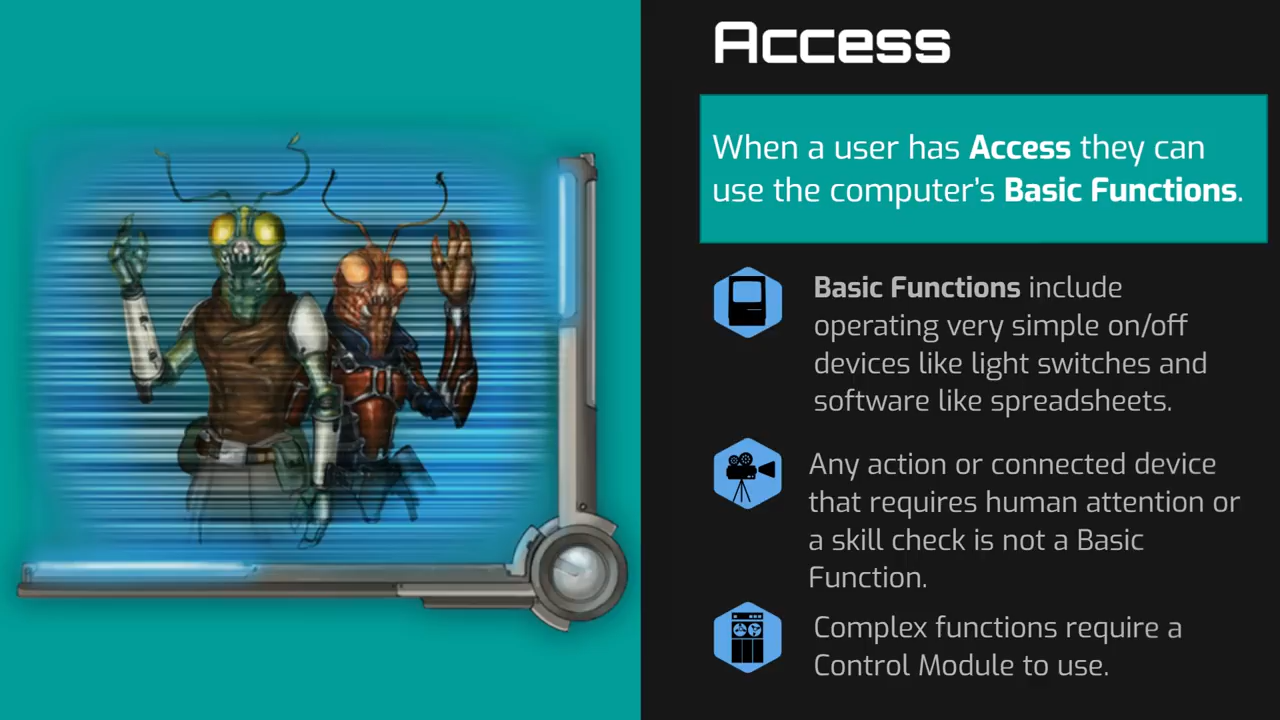 Access
When a user has Access they can
use the computer's Basic Functions.
Basic Functions include
operating very simple on/off
devices like light switches and
software like spreadsheets.
Any action or connected device
that requires human attention or
a skill check is not a Basic
Function.
Complex functions require a
Control Module to use.